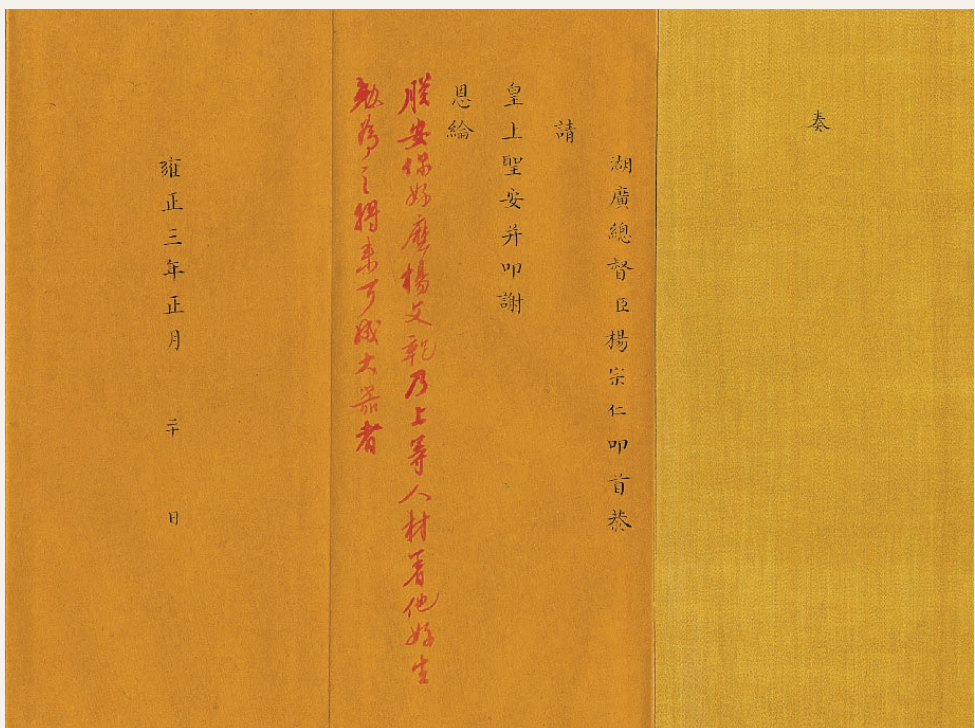 奏
湖廣總督臣楊宗仁叩首恭
請
皇上聖安并叩謝
恩綸
朕安你好麼楊文乾乃上等人材著他好生
勉為之將來可成大器者
雍正三年正月二十日